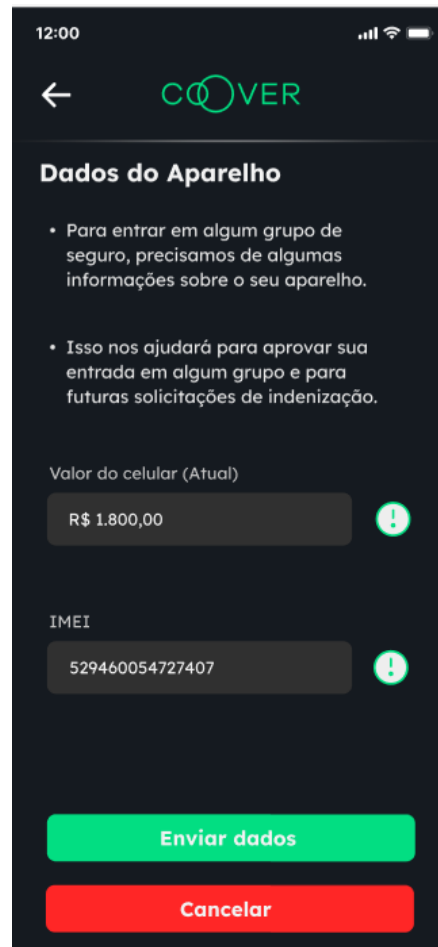 12:00
COOVER
Dados do Aparelho
• Para entrar em algum grupo de
seguro, precisamos de algumas
informações sobre o seu aparelho.
• Isso nos ajudará para aprovar sua
entrada em algum grupo e para
futuras solicitações de indenização.
Valor do celular (Atual)
R$ 1.800,00
!
IMEI
529460054727407
!
Enviar dados
Cancelar